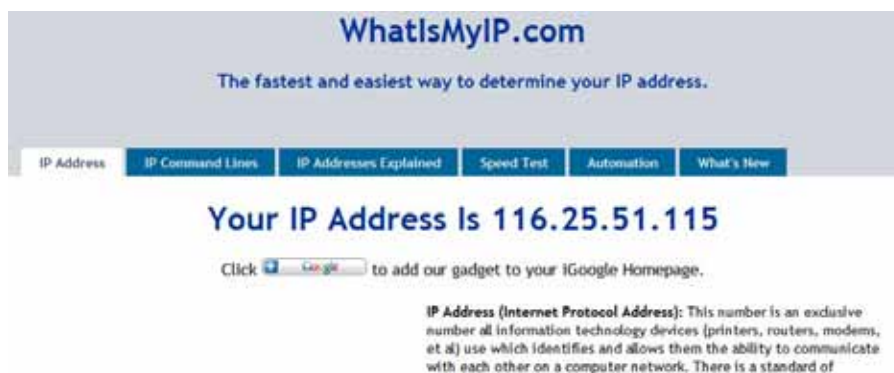 WhatIsMyIP.com
The fastest and easiest way to determine your IP address.
IP Address IP Command Lines IP Addresses Explained Speed Test Automation What's New
Your IP Address Is 116.25.51.115
Click Google to add our gadget to your iGoogle Homepage.
IP Address (Internet Protocol Address): This number is an exclusive
number all information technology devices (printers, routers, modems,
et al) use which identifies and allows them the ability to communicate
with each other on a computer network. There is a standard of